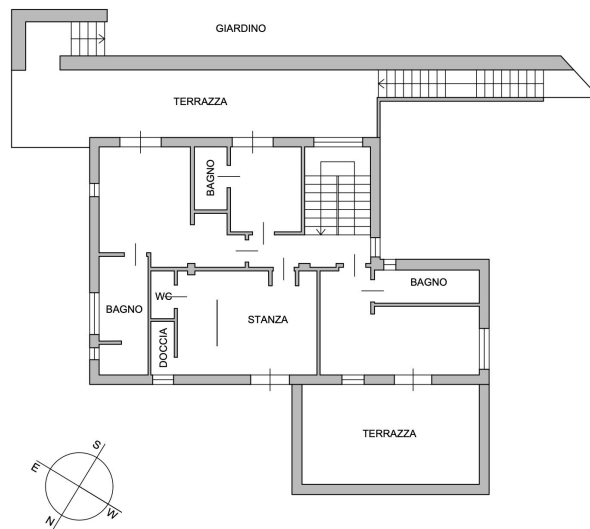 GIARDINO
TERRAZZA
BAGNO
BAGNO
WC
BAGNO
STANZA
DOCCIA
TERRAZZA
S
E
W
N